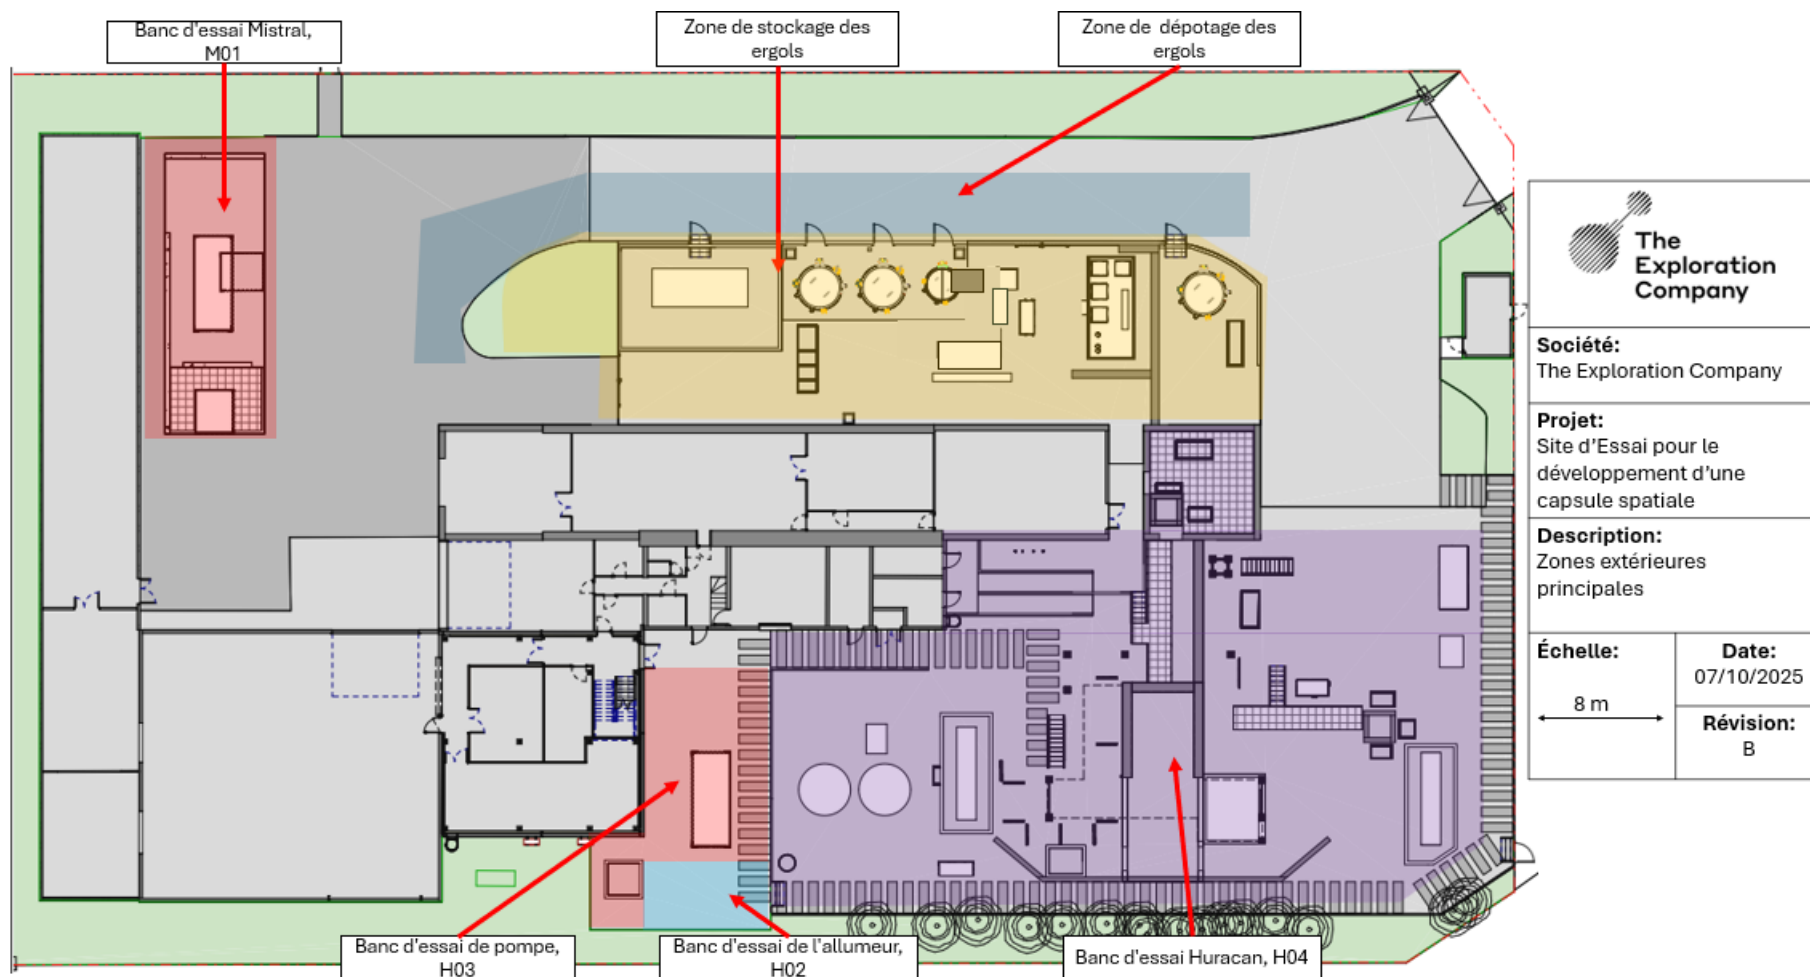 Banc d'essai Mistral,
M01
Zone de stockage des
ergols
Zone de dépotage des
ergols
The
Exploration
Company
Société:
The Exploration Company
Projet:
Site d'Essai pour le
développement d'une
capsule spatiale
Description:
Zones extérieures
principales
Échelle:
8 m
Date:
07/10/2025
Révision:
B
Banc d'essai de pompe,
H03
Banc d'essai de l'allumeur,
H02
Banc d'essai Huracan, H04